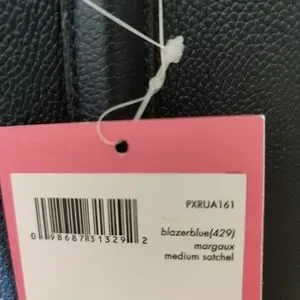 PXRUA161
blazerblue(429)
margaux
medium satchel
0 98687 31329 2